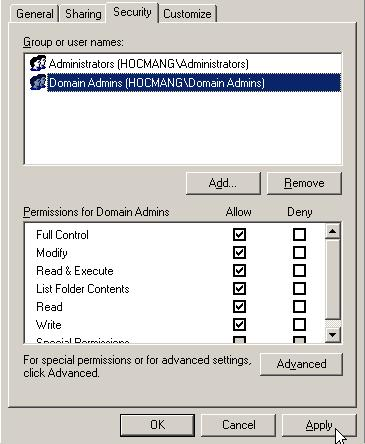 General Sharing Security Customize
Group or user names:
Administrators (HOCMANG\Administrators)
Domain Admins (HOCMANG\Domain Admins)
Add... Remove
Permissions for Domain Admins Allow Deny
Full Control
Modify
Read & Execute
List Folder Contents
Read
Write
Special Permissions
For special permissions or for advanced settings,
click Advanced.
Advanced
OK Cancel Apply